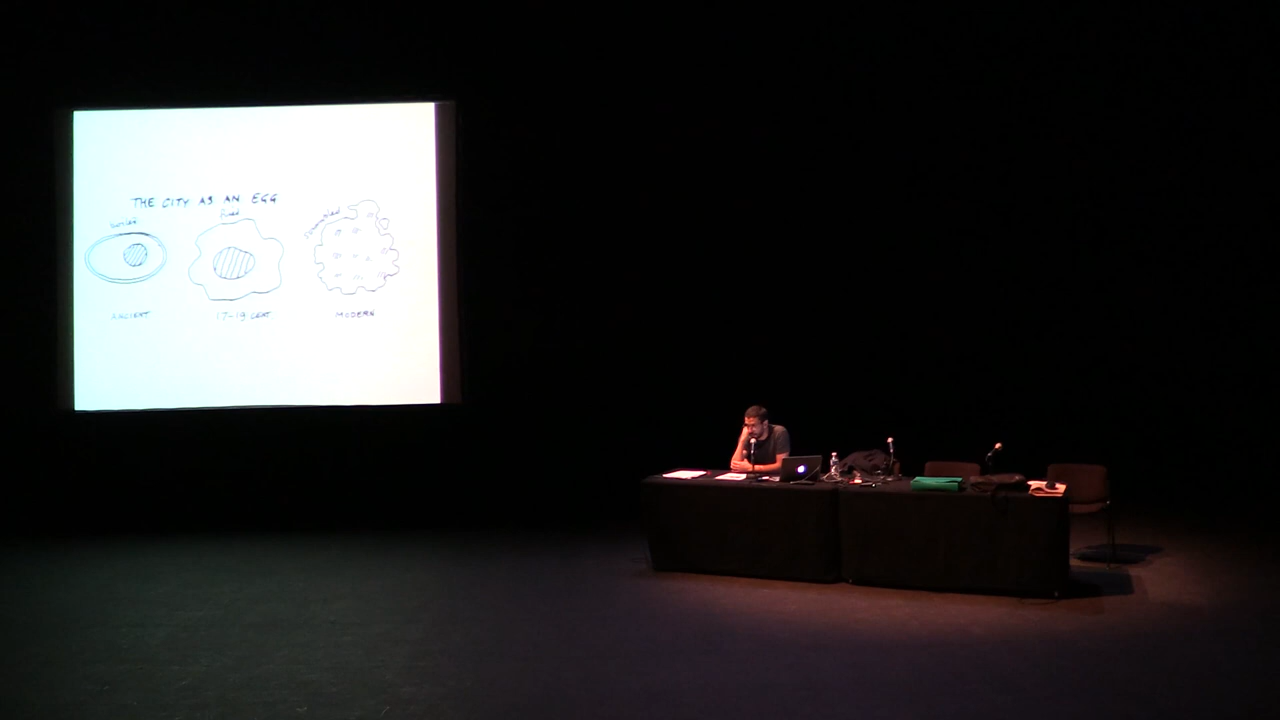 THE CITY AS AN EGG
boiled fried scrambled
ANCIENT 17-19 CENT MODERN